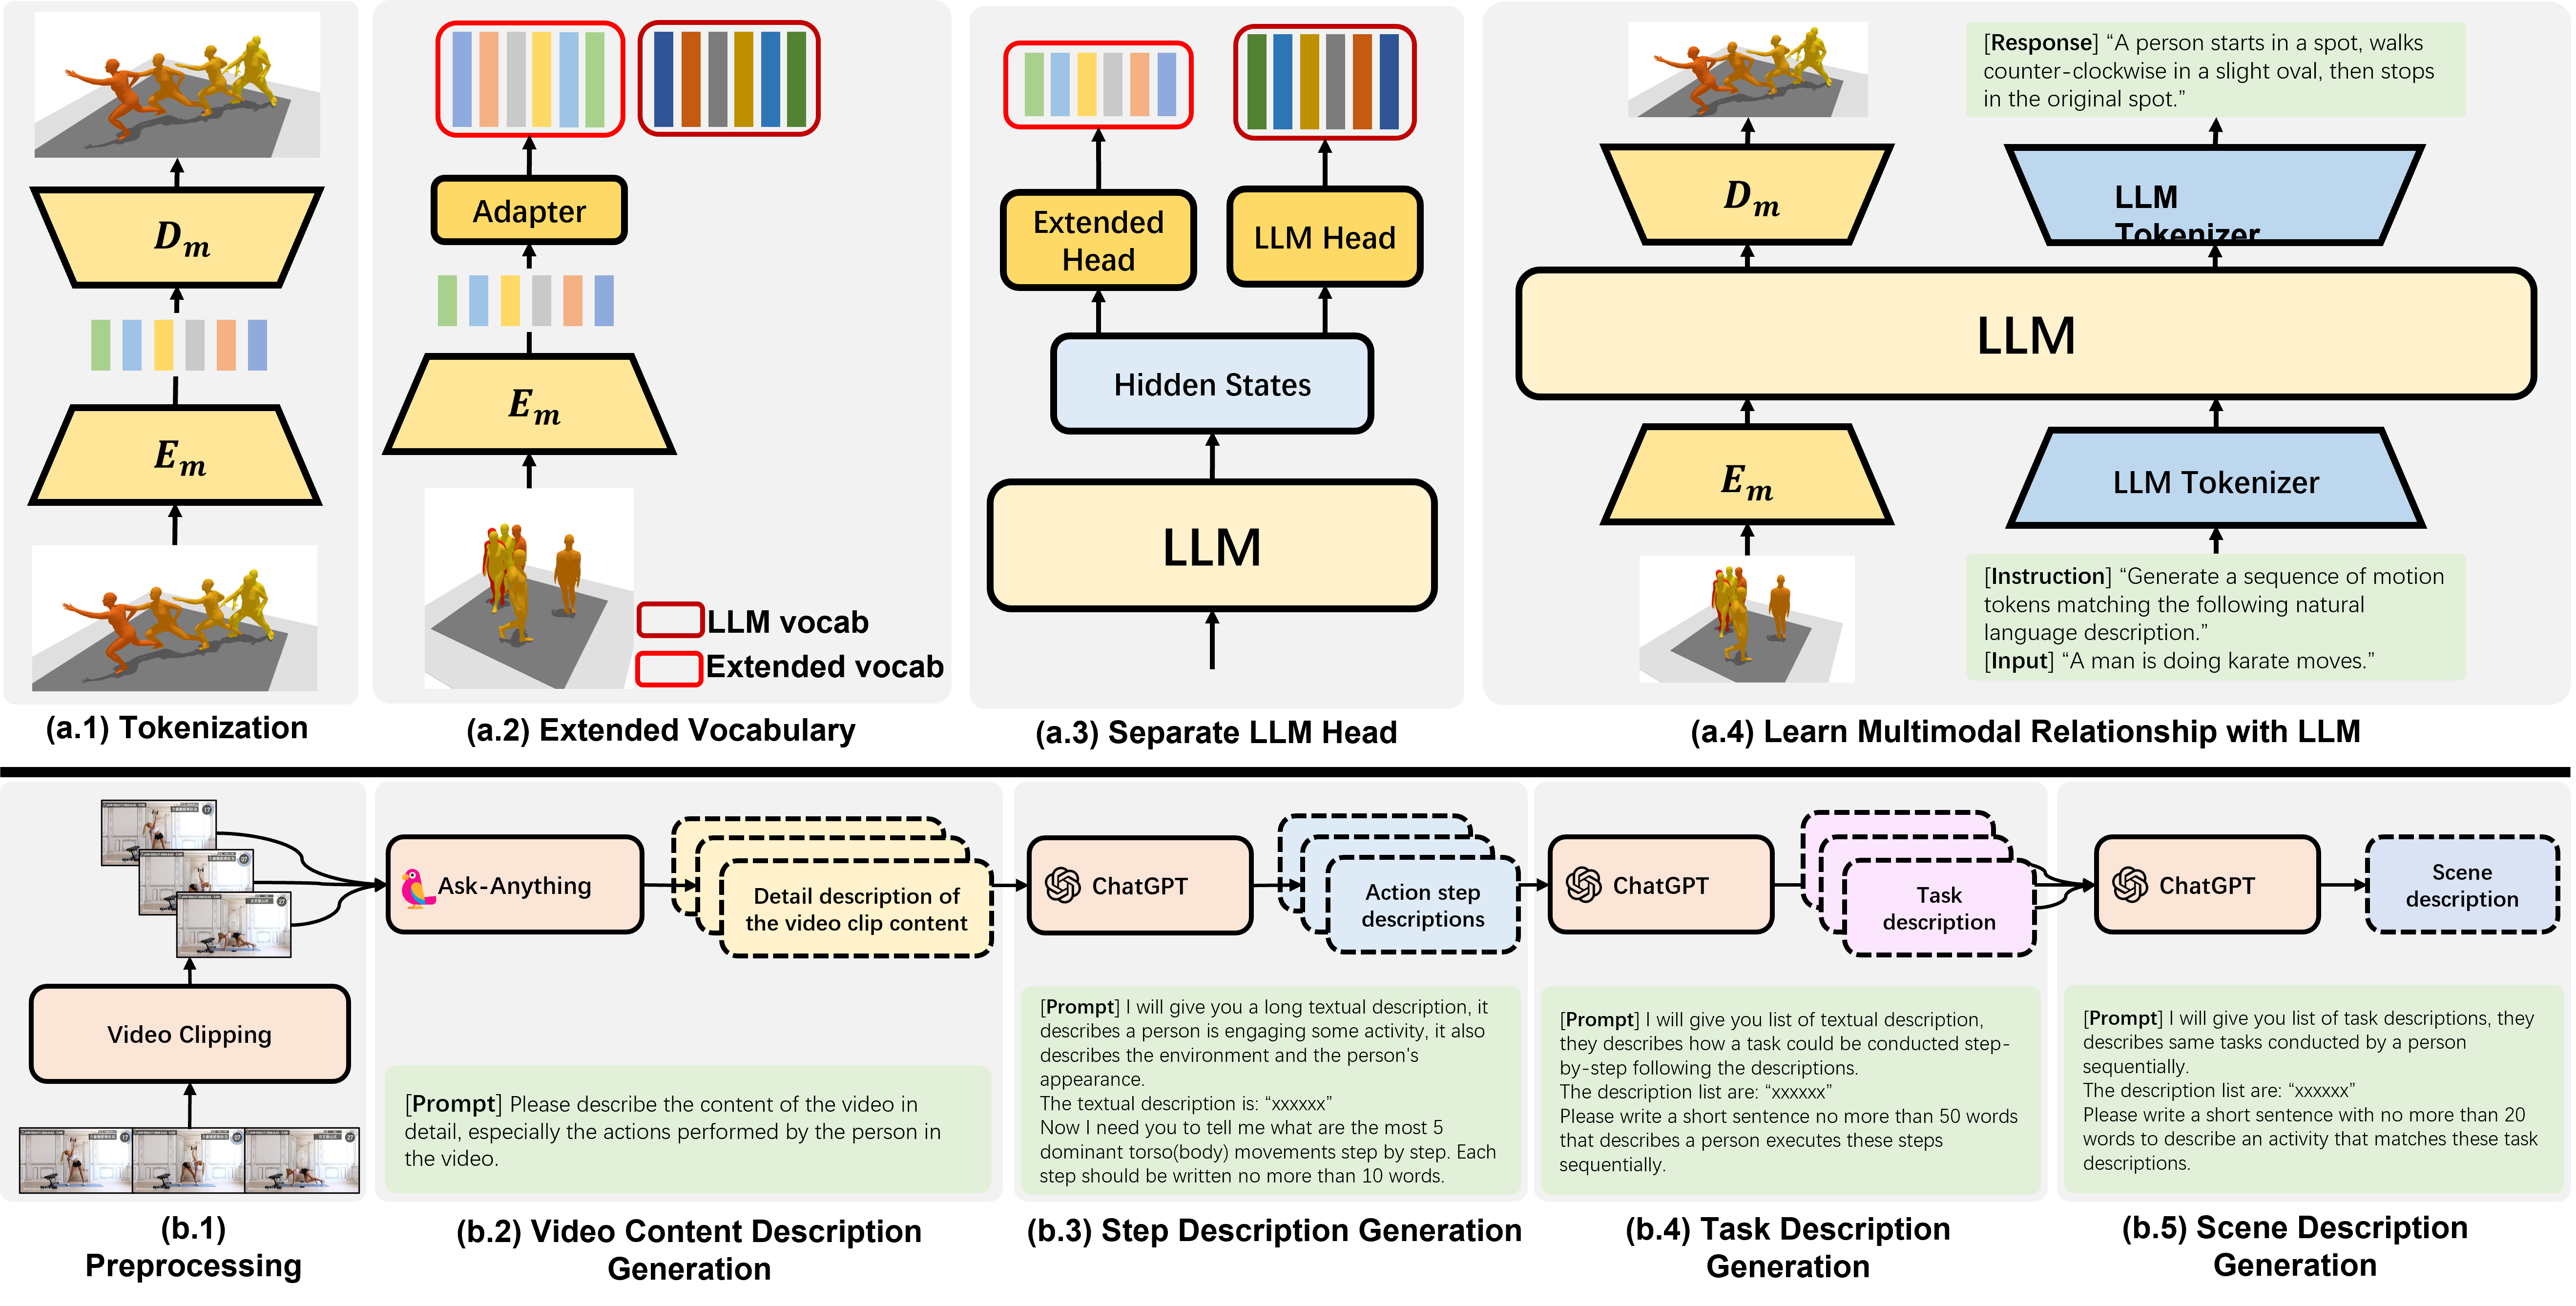 D_m
E_m
(a.1) Tokenization
Adapter
E_m
LLM vocab
Extended vocab
(a.2) Extended Vocabulary
Extended
Head
LLM Head
Hidden States
LLM
(a.3) Separate LLM Head
[Response] “A person starts in a spot, walks
counter-clockwise in a slight oval, then stops
in the original spot.”
D_m
LLM
Tokenizer
LLM
E_m
LLM Tokenizer
[Instruction] “Generate a sequence of motion
tokens matching the following natural
language description.”
[Input] “A man is doing karate moves.”
(a.4) Learn Multimodal Relationship with LLM
Video Clipping
(b.1)
Preprocessing
Ask-Anything
Detail description of
the video clip content
[Prompt] Please describe the content of the video in
detail, especially the actions performed by the person in
the video.
(b.2) Video Content Description
Generation
ChatGPT
Action step
descriptions
[Prompt] I will give you a long textual description, it
describes a person is engaging some activity, it also
describes the environment and the person's
appearance.
The textual description is: “xxxxxx”
Now I need you to tell me what are the most 5
dominant torso(body) movements step by step. Each
step should be written no more than 10 words.
(b.3) Step Description Generation
ChatGPT
Task
description
[Prompt] I will give you list of textual description,
they describes how a task could be conducted step-
by-step following the descriptions.
The description list are: “xxxxxx”
Please write a short sentence no more than 50 words
that describes a person executes these steps
sequentially.
(b.4) Task Description
Generation
ChatGPT
Scene
description
[Prompt] I will give you list of task descriptions, they
describes same tasks conducted by a person
sequentially.
The description list are: “xxxxxx”
Please write a short sentence with no more than 20
words to describe an activity that matches these task
descriptions.
(b.5) Scene Description
Generation